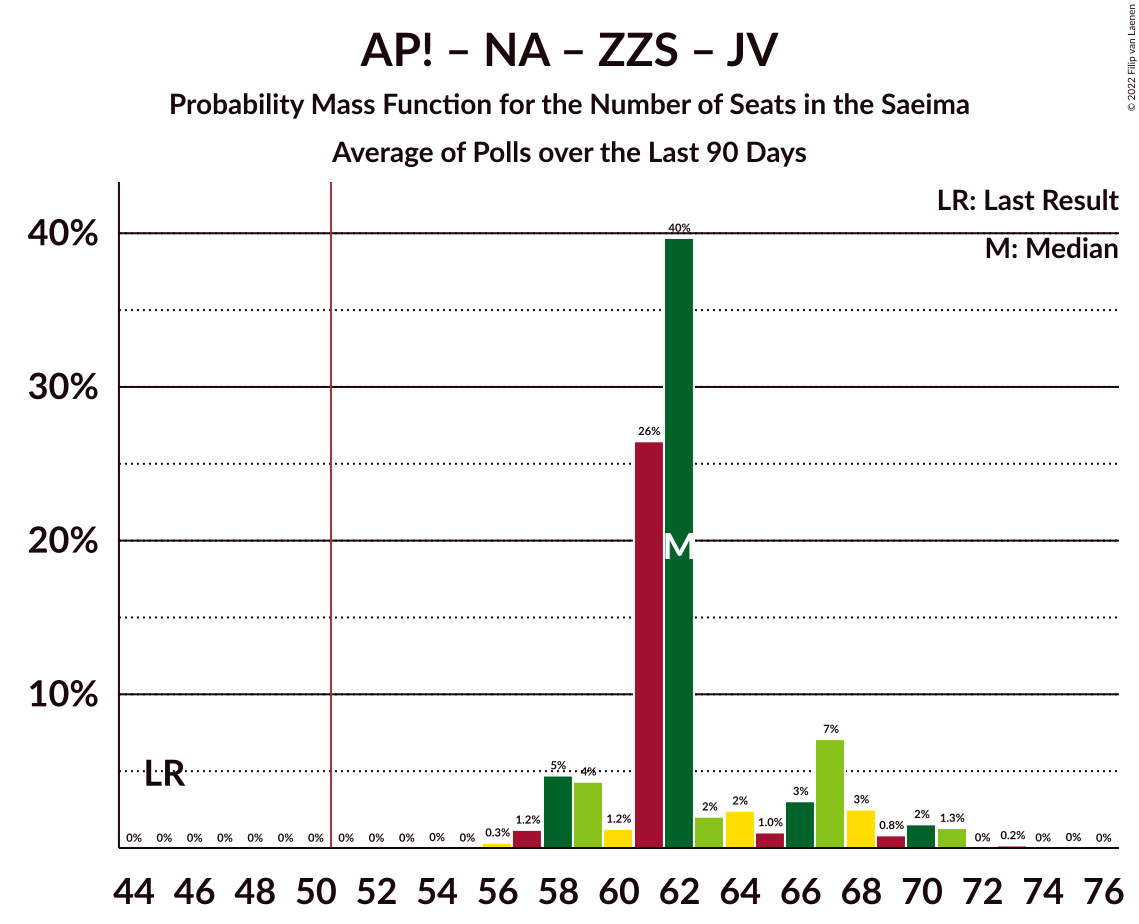 AP! – NA – ZZS – JV
Probability Mass Function for the Number of Seats in the Saeima
Average of Polls over the Last 90 Days
© 2022 Filip van Laenen
LR: Last Result
M: Median
40%
30%
20%
10%
LR
M
0% 0% 0% 0% 0% 0% 0% 0% 0% 0% 0% 0% 0.3% 1.2% 5% 4% 1.2% 26% 40% 2% 2% 1.0% 3% 7% 3% 0.8% 2% 1.3% 0% 0.2% 0% 0% 0%
44 46 48 50 52 54 56 58 60 62 64 66 68 70 72 74 76